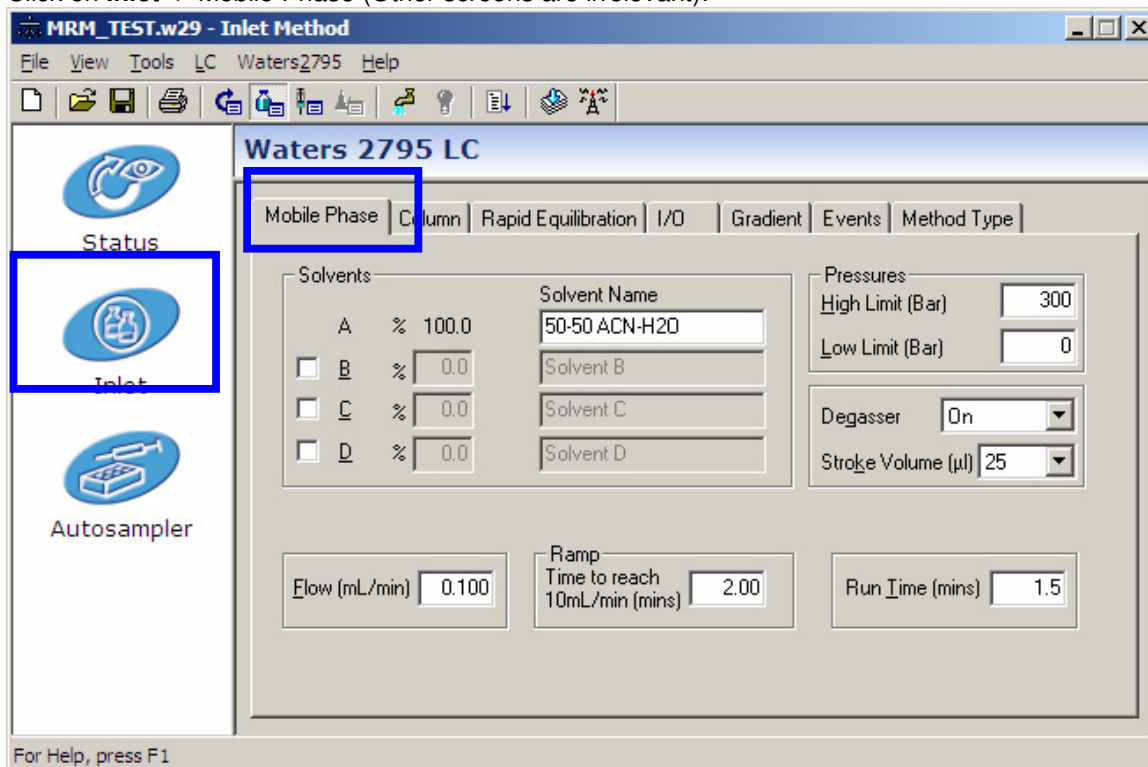 MRM_TEST.w29 - Inlet Method
File View Tools LC Waters2795 Help
Waters 2795 LC
Status
Inlet
Autosampler
Mobile Phase Column Rapid Equilibration I/O Gradient Events Method Type
Solvents
Solvent Name
A % 100.0 50-50 ACN-H2O
B % 0.0 Solvent B
C % 0.0 Solvent C
D % 0.0 Solvent D
Pressures
High Limit (Bar) 300
Low Limit (Bar) 0
Degasser On
Stroke Volume (µl) 25
Flow (mL/min) 0.100
Ramp
Time to reach
10mL/min (mins) 2.00
Run Time (mins) 1.5
For Help, press F1